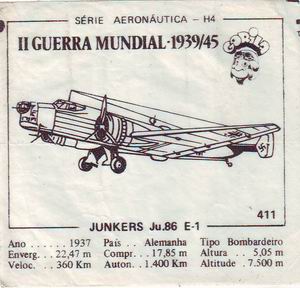 SÉRIE AERONÁUTICA - H4
II GUERRA MUNDIAL - 1939/45
COBILA
411
JUNKERS Ju.86 E-1
Ano ...... 1937 País .. Alemanha Tipo Bombardeiro
Enverg. .. 22,47 m Compr... 17,85 m Altura . . 5,05 m
Veloc. .. 360 Km Auton.. 1.400 Km Altitude . 7.500 m